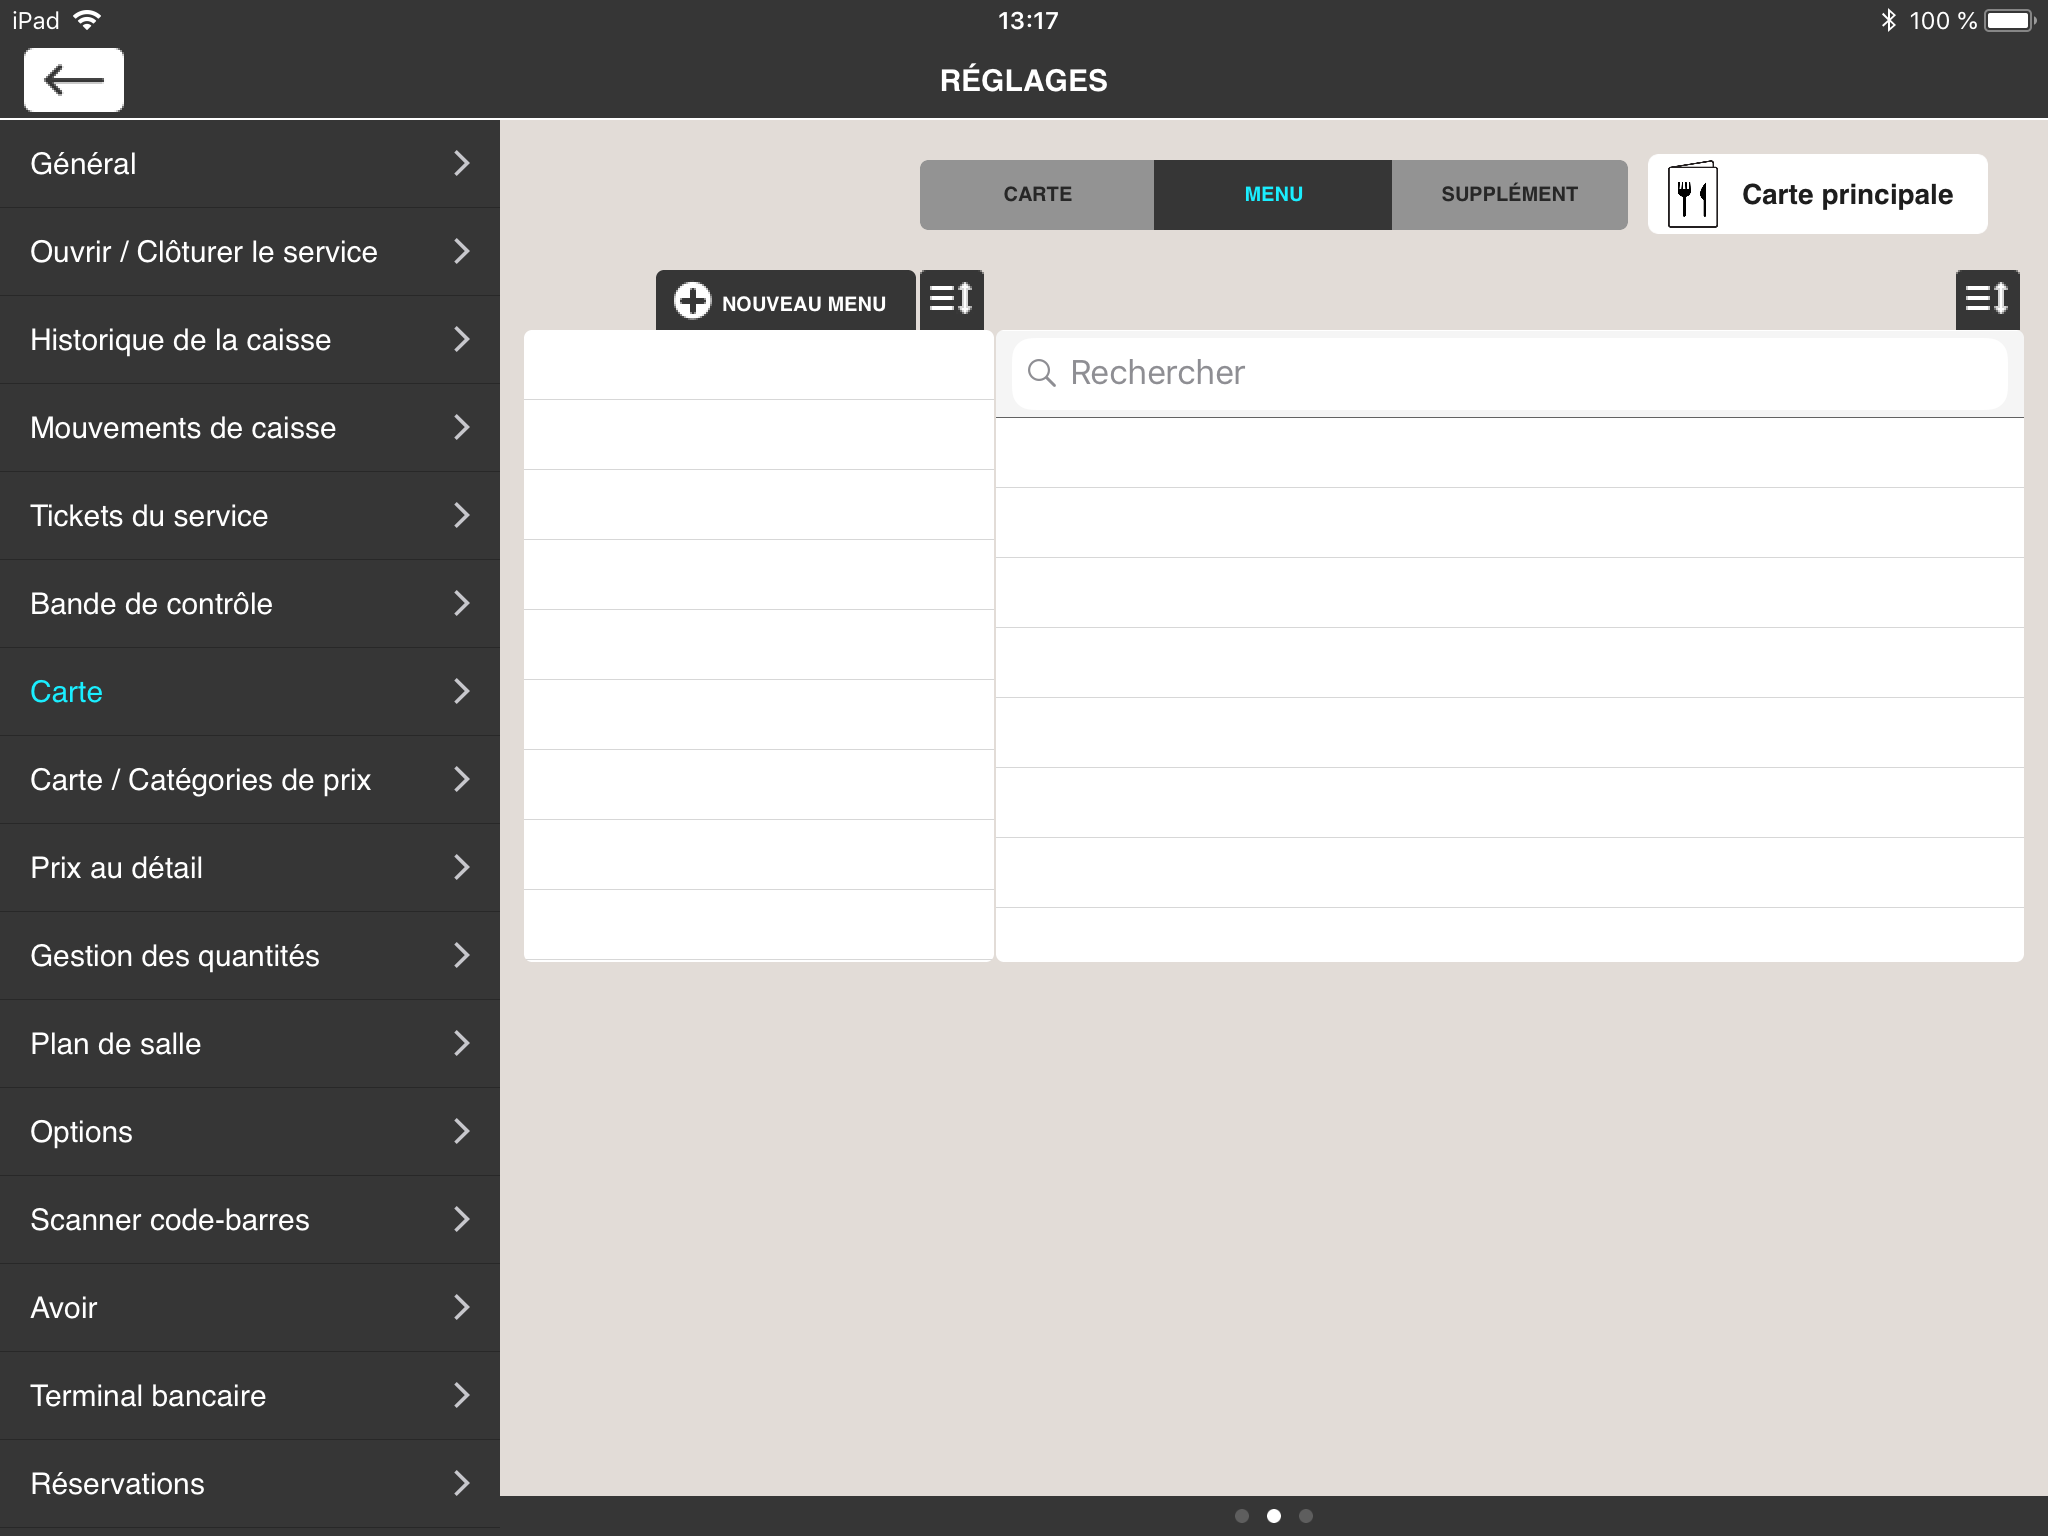 iPad
13:17
100 %
RÉGLAGES
Général
Ouvrir / Clôturer le service
Historique de la caisse
Mouvements de caisse
Tickets du service
Bande de contrôle
Carte
Carte / Catégories de prix
Prix au détail
Gestion des quantités
Plan de salle
Options
Scanner code-barres
Avoir
Terminal bancaire
Réservations
CARTE
MENU
SUPPLÉMENT
Carte principale
NOUVEAU MENU
Rechercher